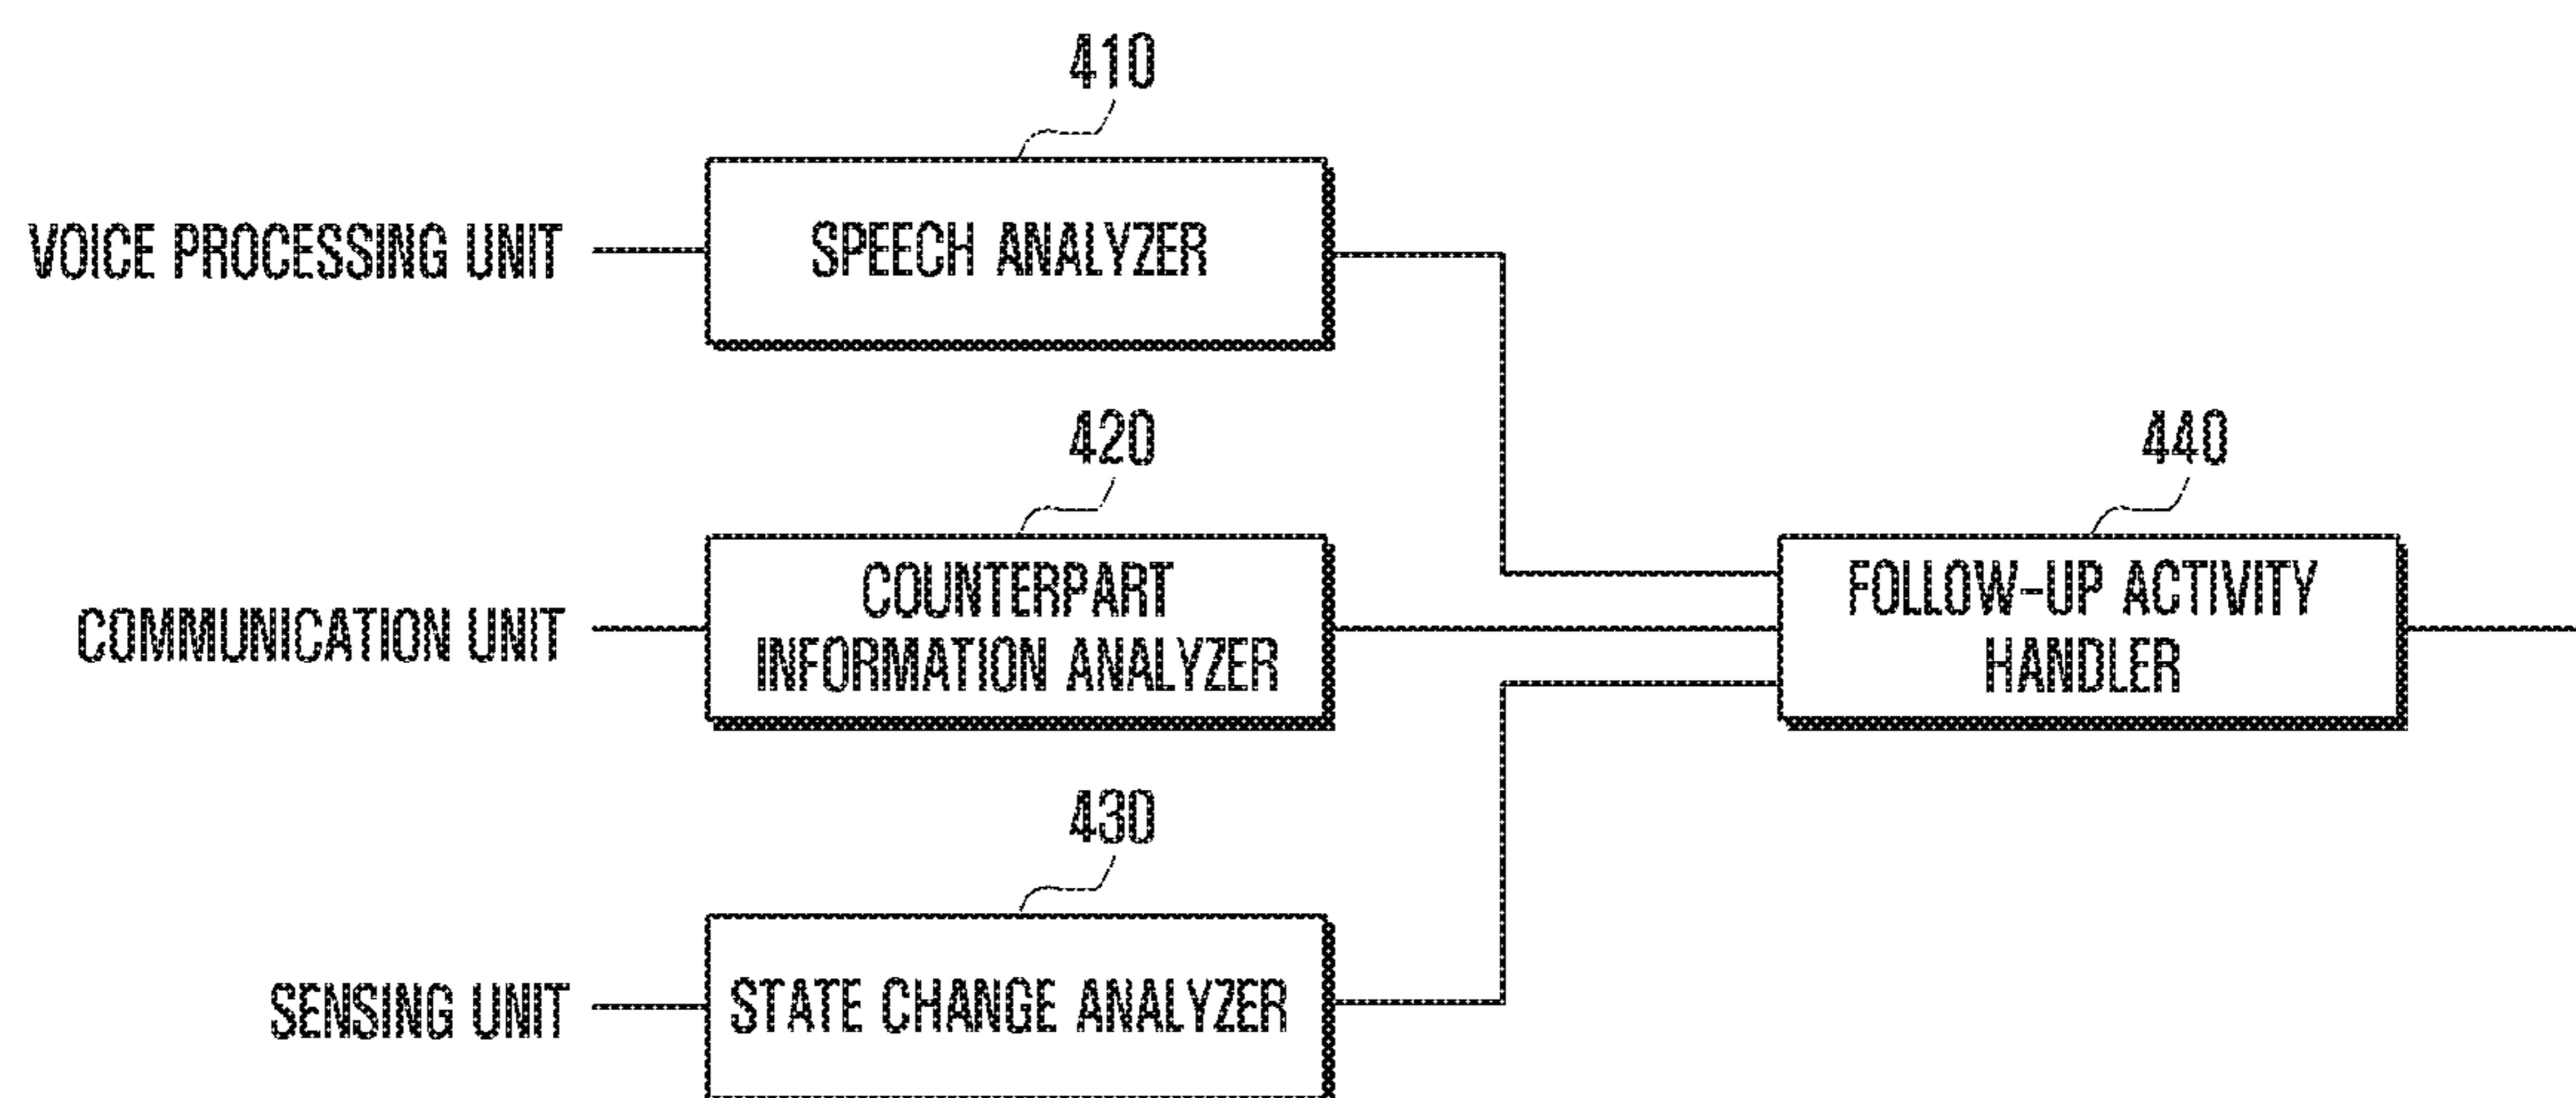 410
VOICE PROCESSING UNIT
SPEECH ANALYZER
420
440
COMMUNICATION UNIT
COUNTERPART
INFORMATION ANALYZER
FOLLOW-UP ACTIVITY
HANDLER
430
SENSING UNIT
STATE CHANGE ANALYZER